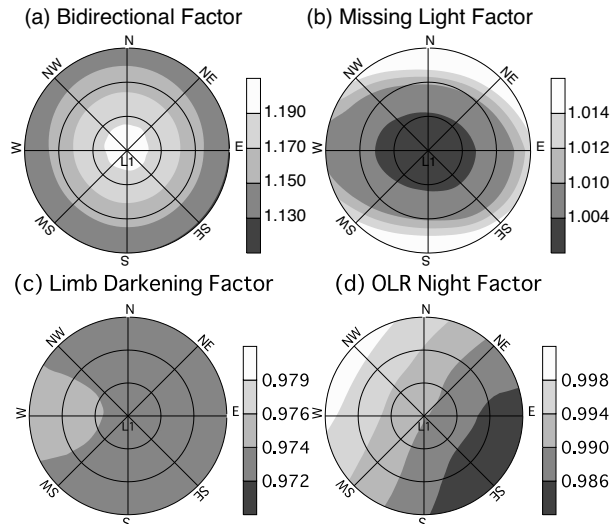 (a) Bidirectional Factor
N
NW
NE
W
E
L1
SW
SE
S
1.190
1.170
1.150
1.130
(b) Missing Light Factor
N
NW
NE
W
E
L1
SW
SE
S
1.014
1.012
1.010
1.004
(c) Limb Darkening Factor
N
NW
NE
W
E
L1
SW
SE
S
0.979
0.976
0.974
0.972
(d) OLR Night Factor
N
NW
NE
W
E
L1
SW
SE
S
0.998
0.994
0.990
0.986